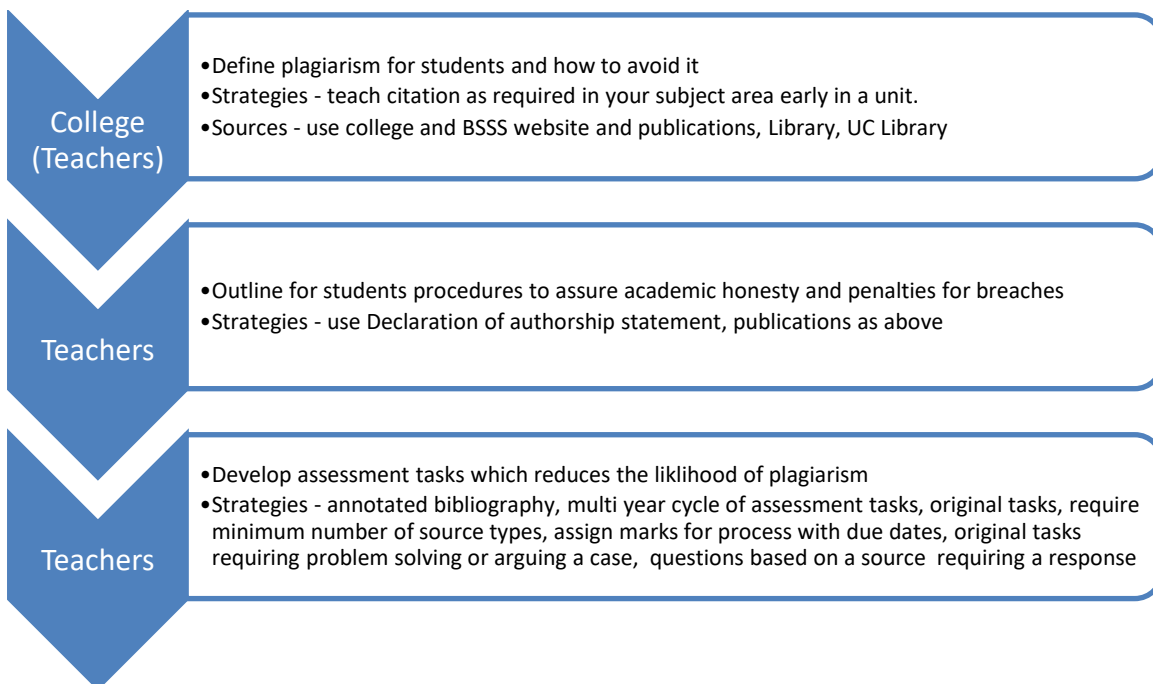 College
(Teachers)
•Define plagiarism for students and how to avoid it
•Strategies - teach citation as required in your subject area early in a unit.
•Sources - use college and BSSS website and publications, Library, UC Library
Teachers
•Outline for students procedures to assure academic honesty and penalties for breaches
•Strategies - use Declaration of authorship statement, publications as above
Teachers
•Develop assessment tasks which reduces the liklihood of plagiarism
•Strategies - annotated bibliography, multi year cycle of assessment tasks, original tasks, require
minimum number of source types, assign marks for process with due dates, original tasks
requiring problem solving or arguing a case, questions based on a source requiring a response